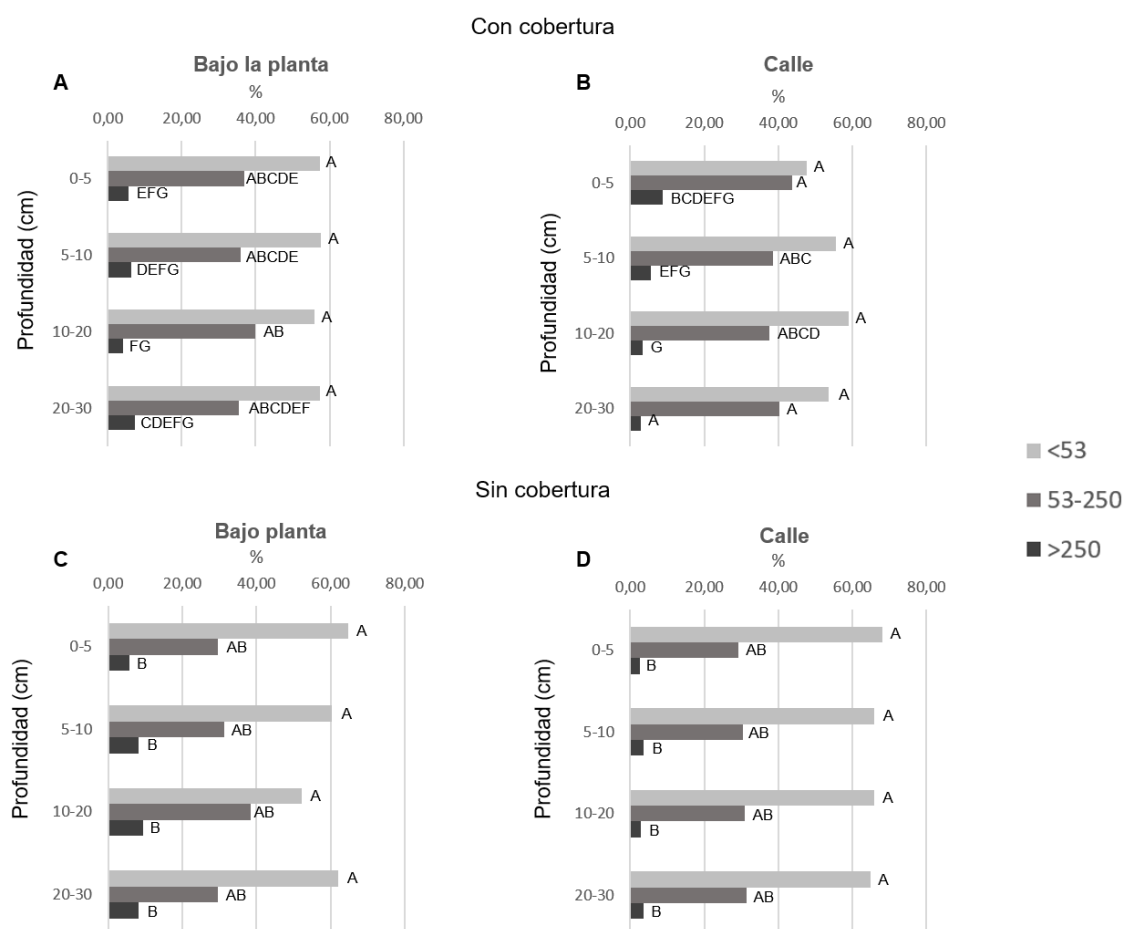 Con cobertura
A
Bajo la planta
%
0,00 20,00 40,00 60,00 80,00
Profundidad (cm)
0-5
A
ABCDE
EFG
5-10
A
ABCDE
DEFG
10-20
A
AB
FG
20-30
A
ABCDEF
CDEFG
B
Calle
%
0,00 20,00 40,00 60,00 80,00
Profundidad (cm)
0-5
A
A
BCDEFG
5-10
A
ABC
EFG
10-20
A
ABCD
G
20-30
A
A
A
<53
53-250
>250
Sin cobertura
C
Bajo planta
%
0,00 20,00 40,00 60,00 80,00
Profundidad (cm)
0-5
A
AB
B
5-10
A
AB
B
10-20
A
AB
B
20-30
A
AB
B
D
Calle
%
0,00 20,00 40,00 60,00 80,00
Profundidad (cm)
0-5
A
AB
B
5-10
A
AB
B
10-20
A
AB
B
20-30
A
AB
B